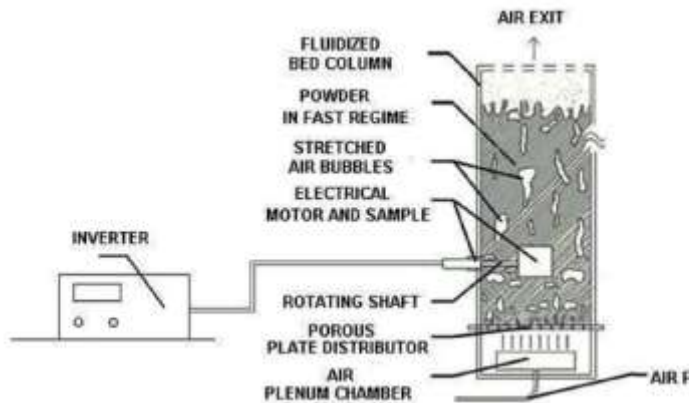 AIR EXIT
FLUIDIZED
BED COLUMN
POWDER
IN FAST REGIME
STRETCHED
AIR BUBBLES
ELECTRICAL
MOTOR AND SAMPLE
INVERTER
ROTATING SHAFT
POROUS
PLATE DISTRIBUTOR
AIR
PLENUM CHAMBER
AIR